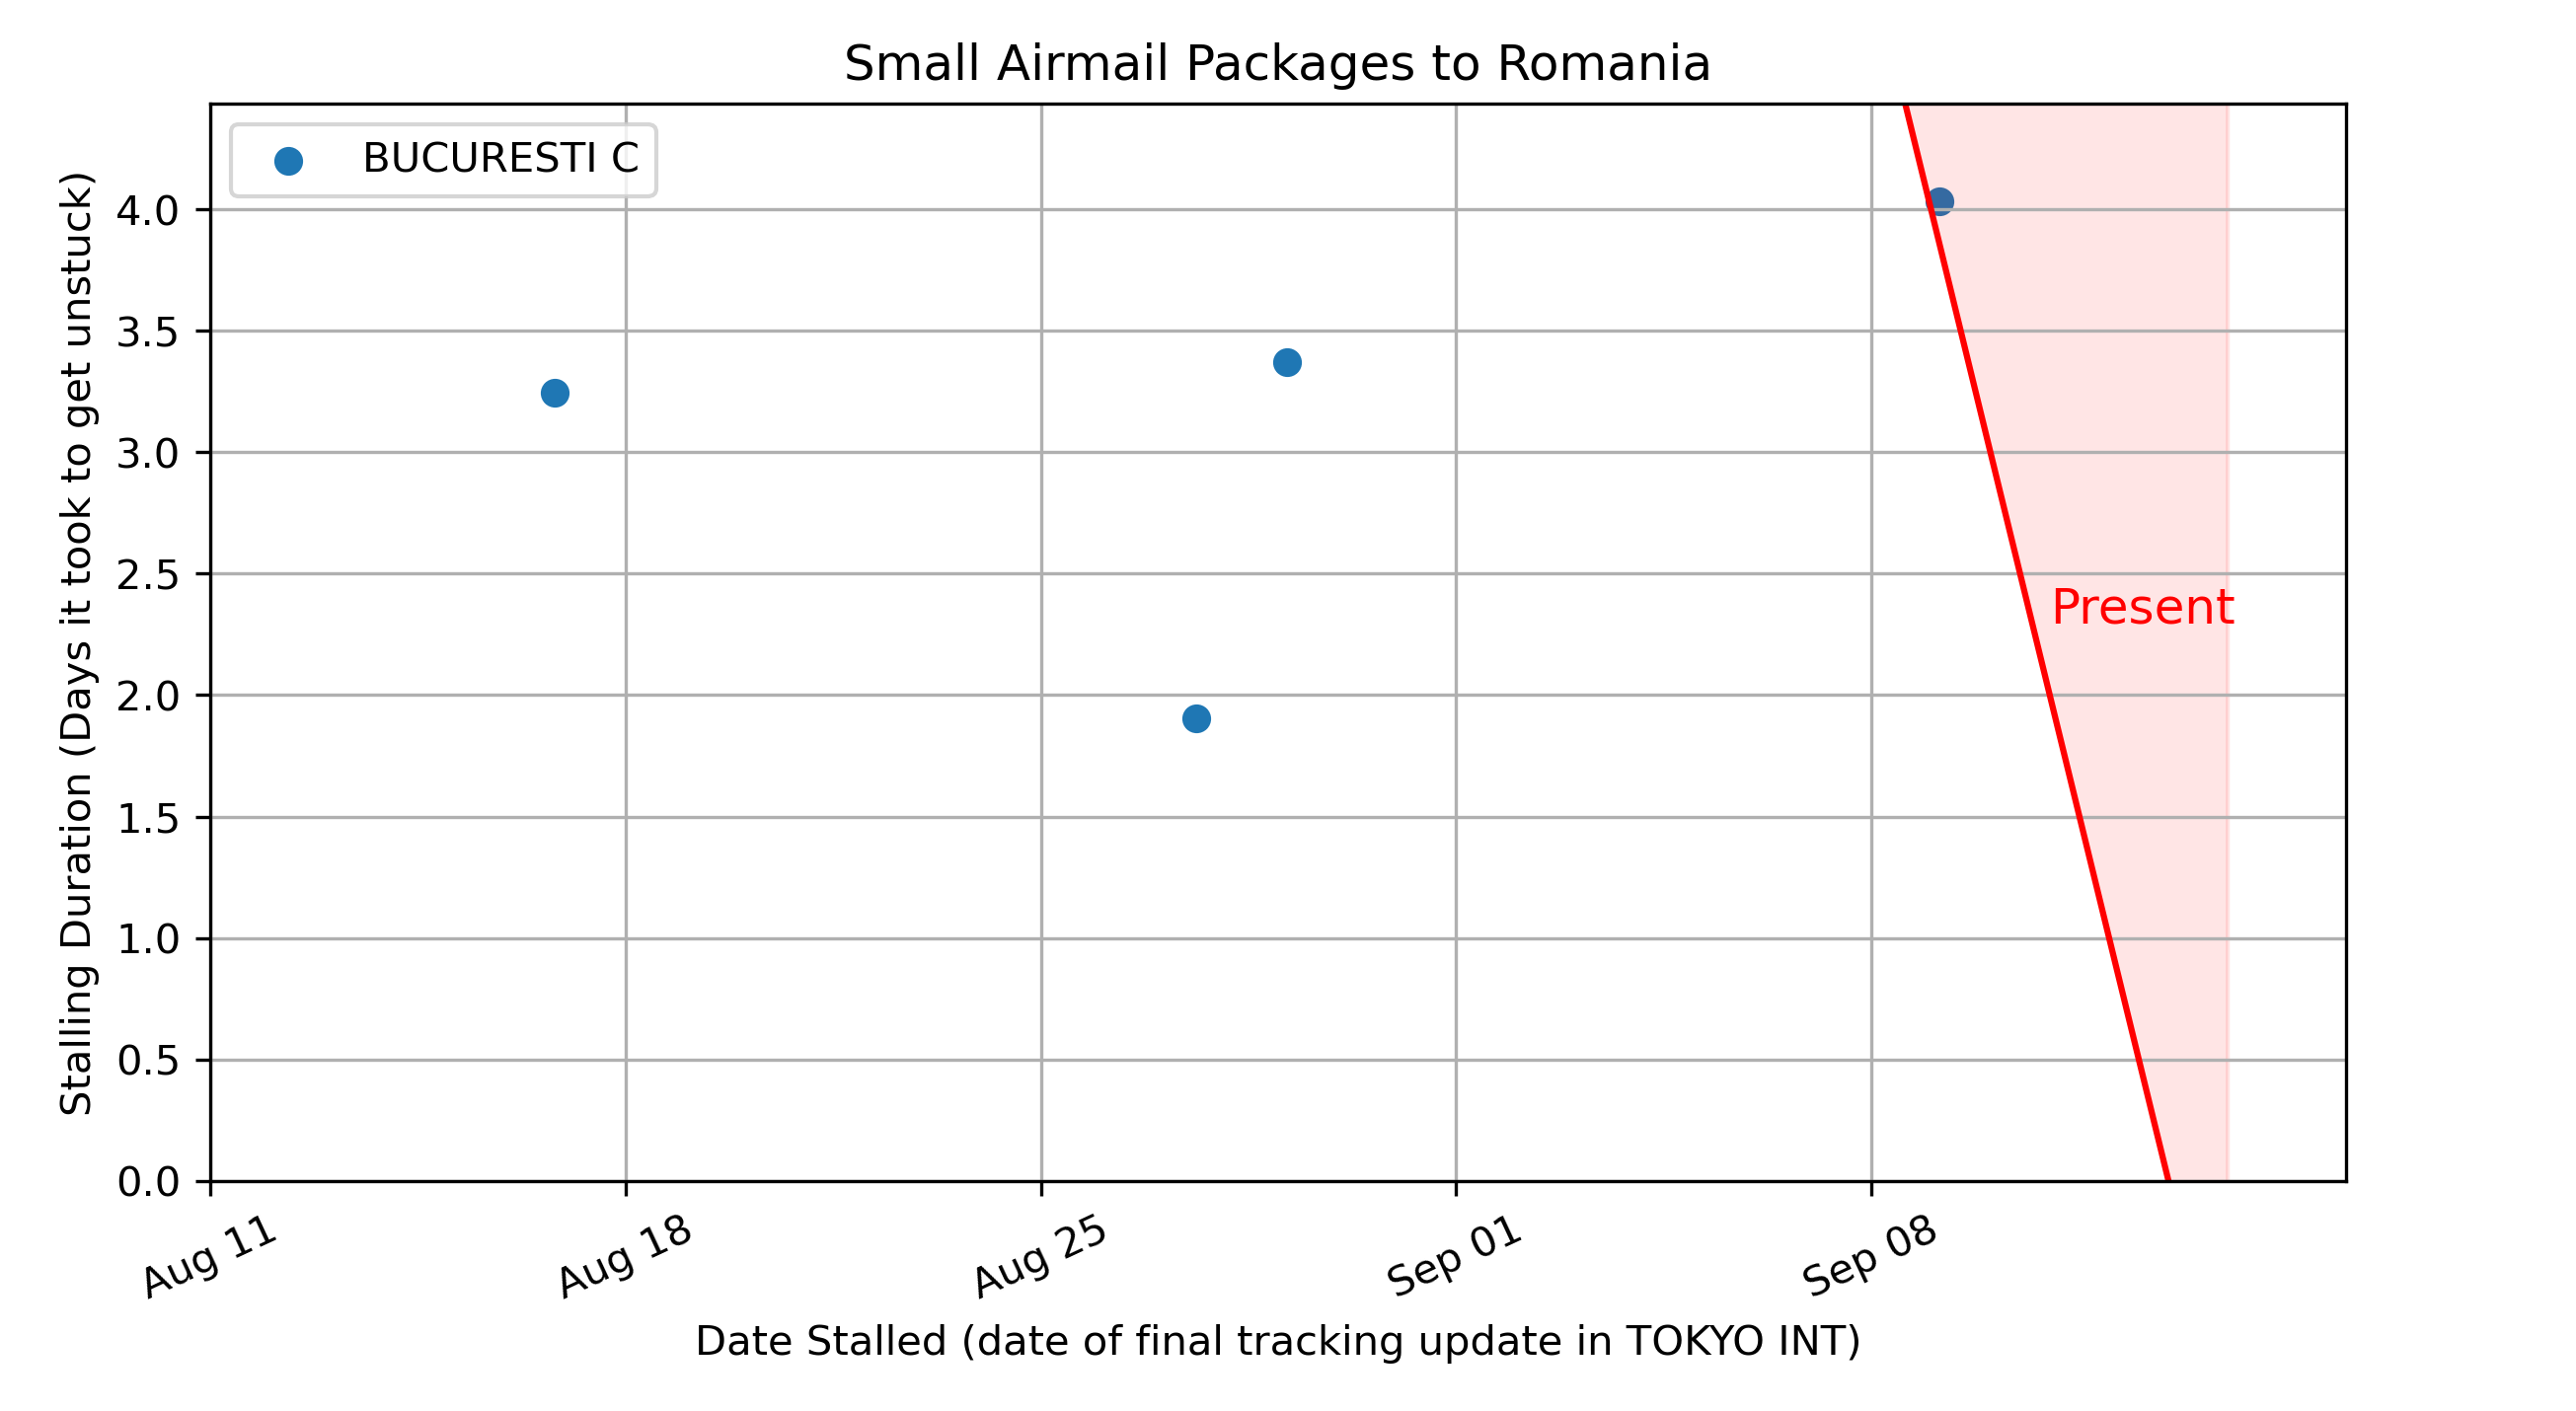 Small Airmail Packages to Romania
BUCURESTI C
Stalling Duration (Days it took to get unstuck)
4.0
3.5
3.0
2.5
2.0
1.5
1.0
0.5
0.0
Present
Aug 11
Aug 18
Aug 25
Sep 01
Sep 08
Date Stalled (date of final tracking update in TOKYO INT)